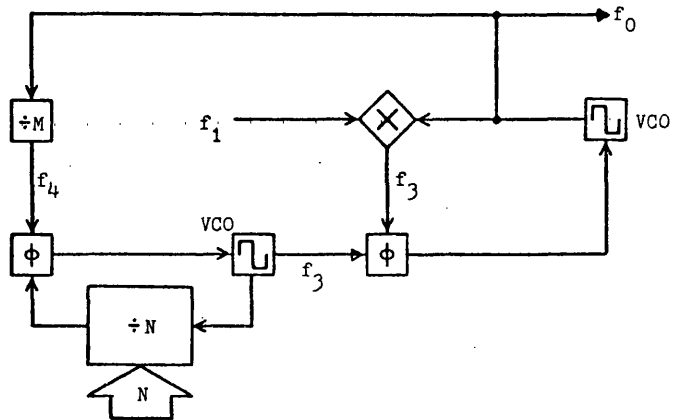 f₀
÷M
f₁
×
VCO
f₄
f₃
VCO
ϕ
f₃
ϕ
÷N
N